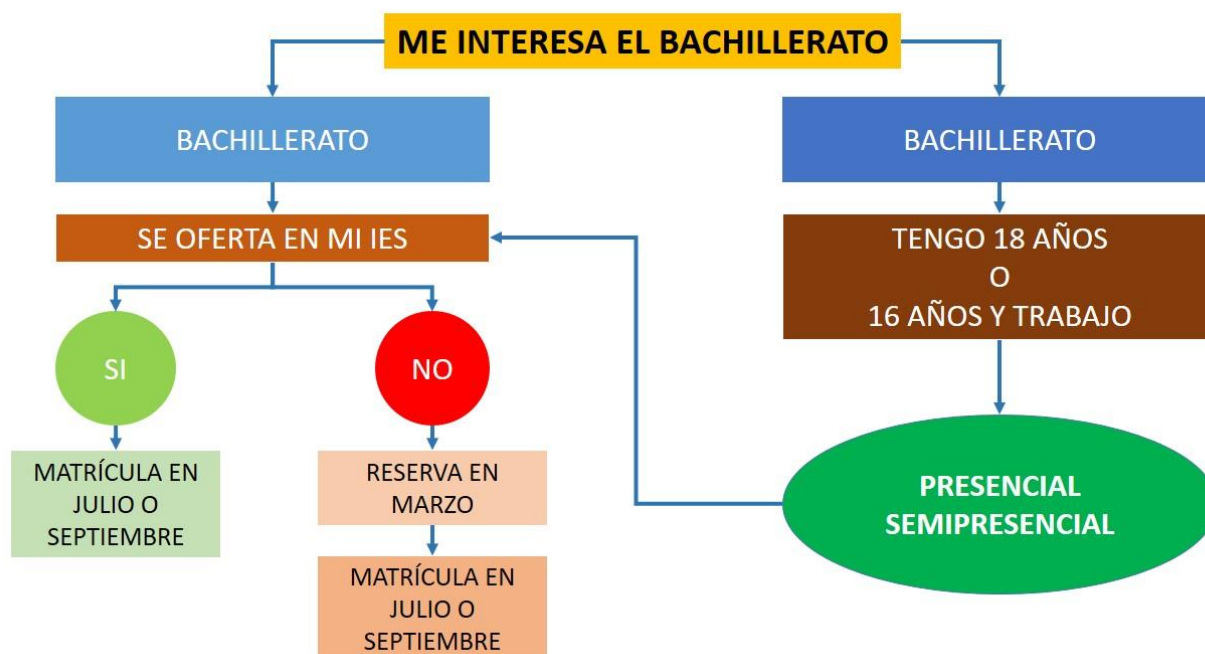 ME INTERESA EL BACHILLERATO
BACHILLERATO
SE OFERTA EN MI IES
SI
MATRÍCULA EN
JULIO O
SEPTIEMBRE
NO
RESERVA EN
MARZO
MATRÍCULA EN
JULIO O
SEPTIEMBRE
BACHILLERATO
TENGO 18 AÑOS
O
16 AÑOS Y TRABAJO
PRESENCIAL
SEMIPRESENCIAL